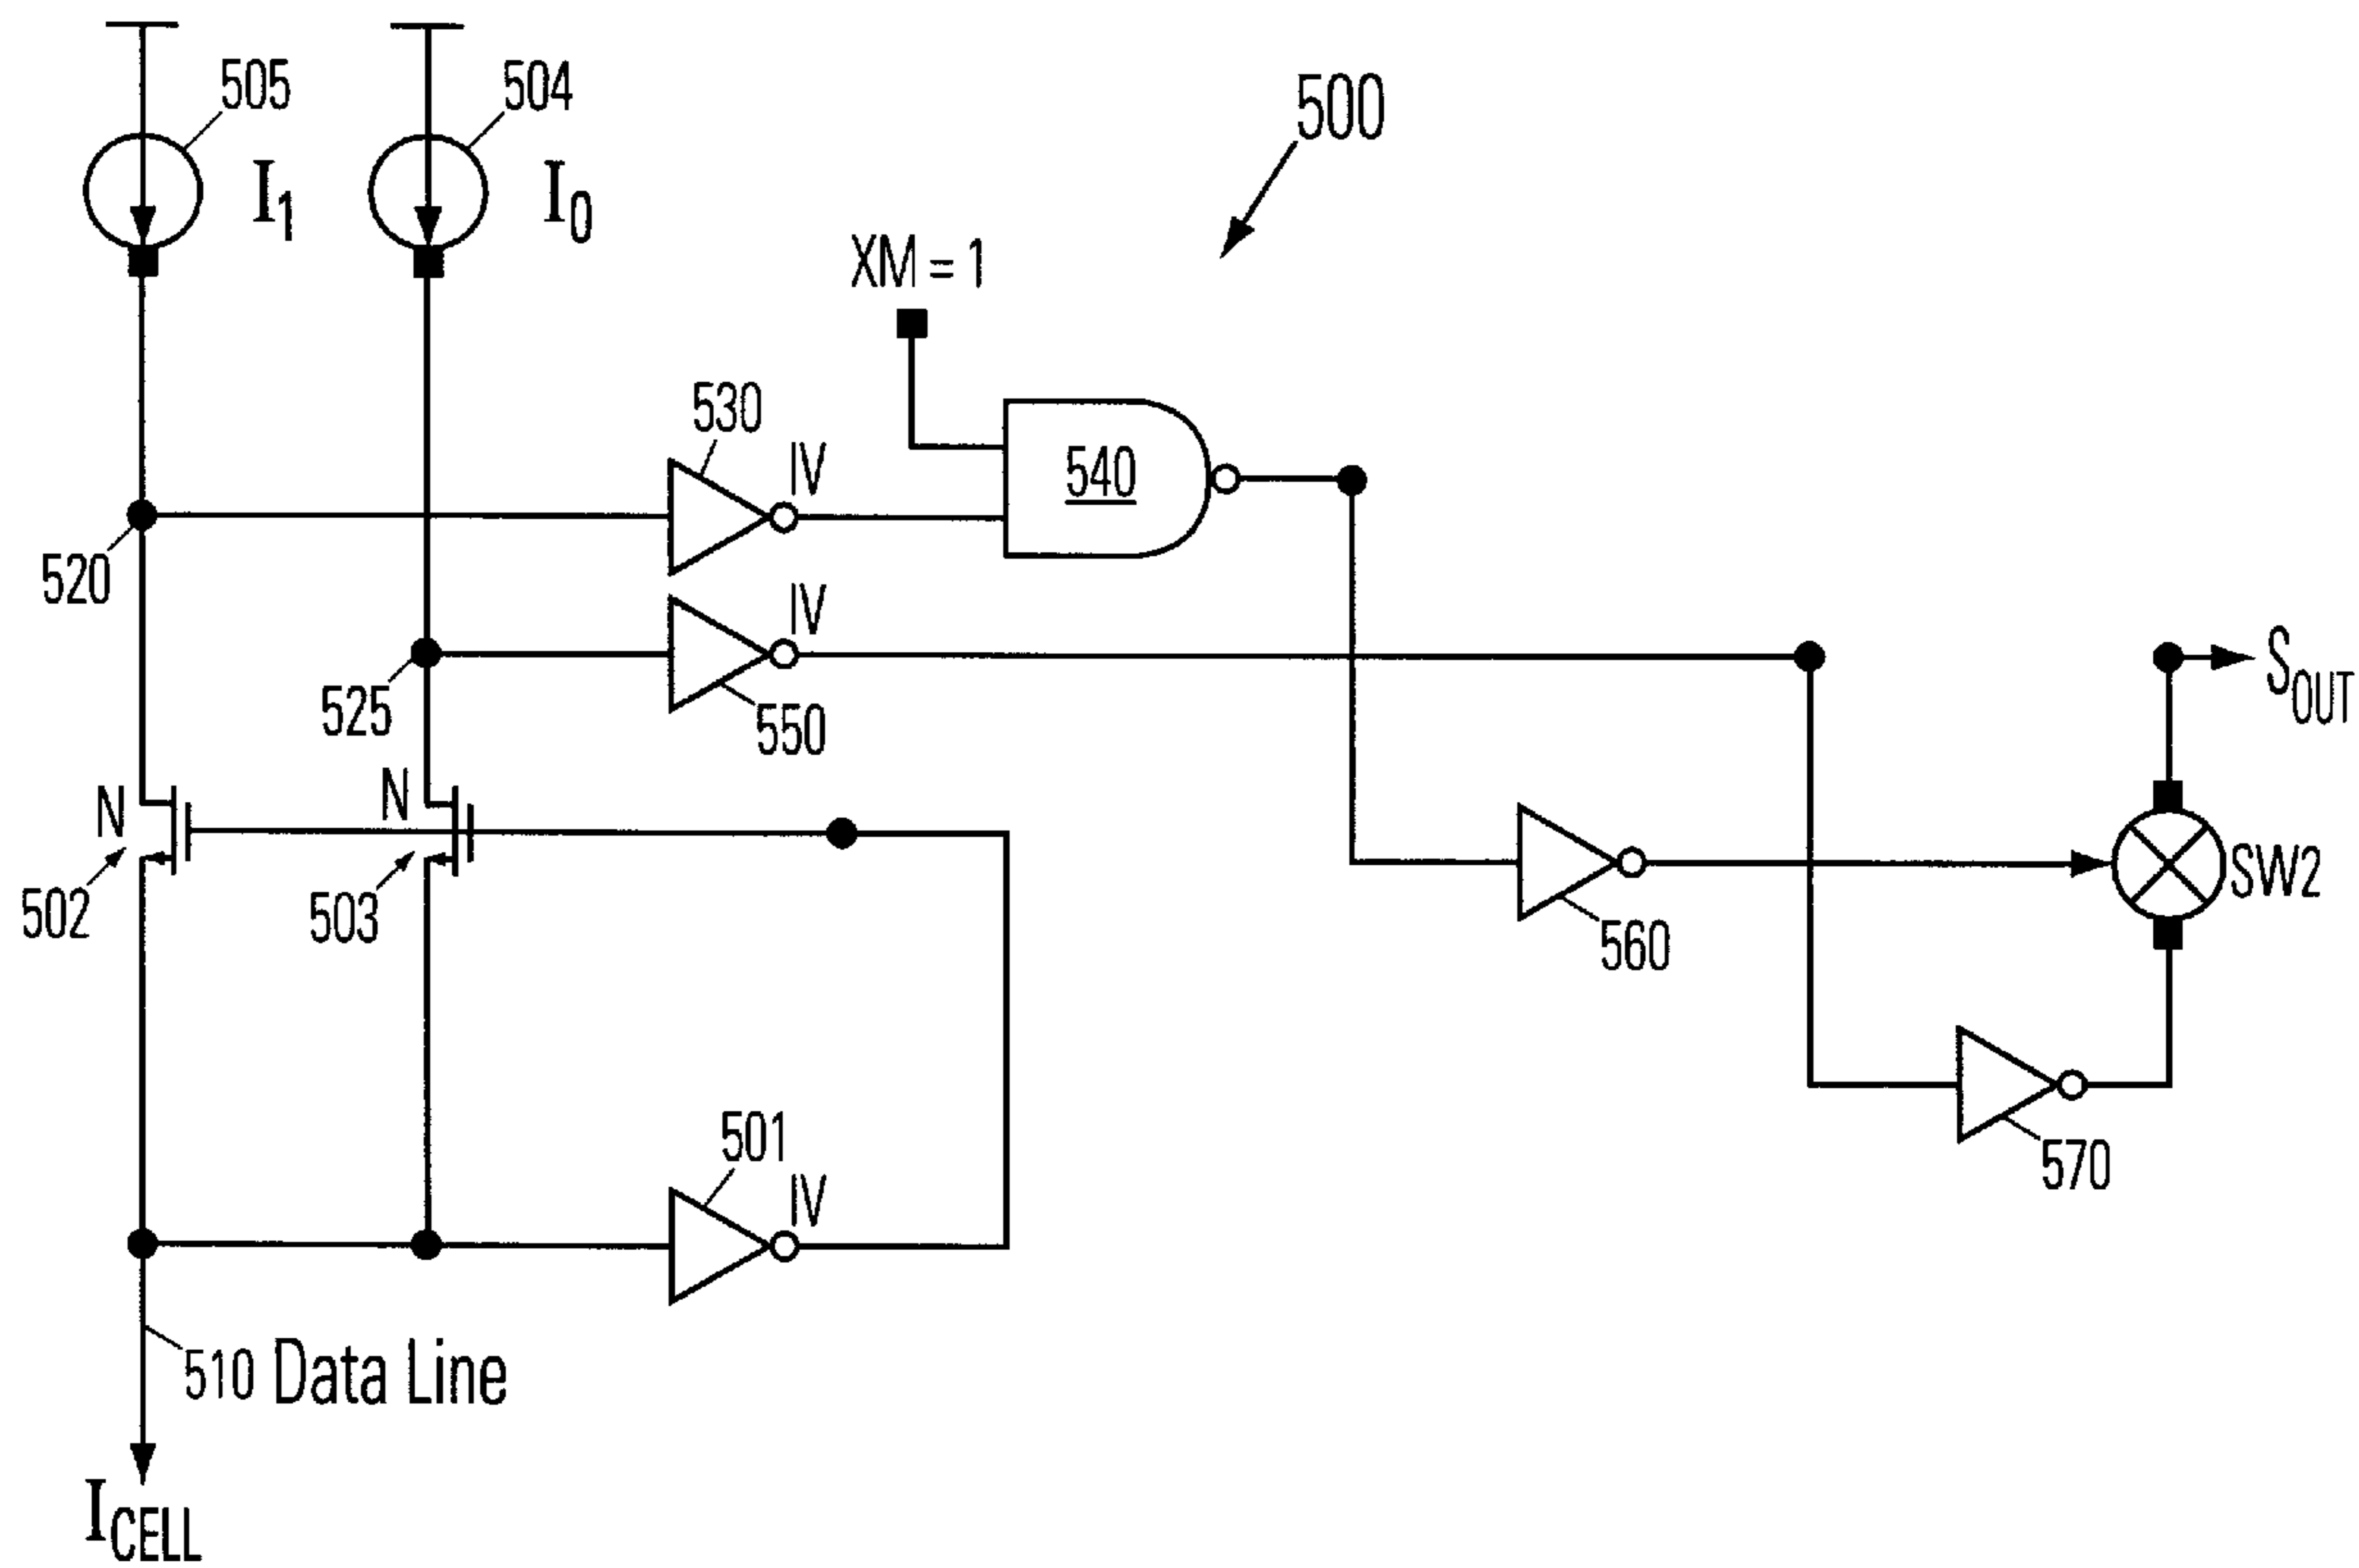 505
504
500
I1
I0
XM = 1
530
IV
540
520
IV
525
550
SOUT
N
N
502
503
SW2
560
501
IV
570
510 Data Line
ICELL